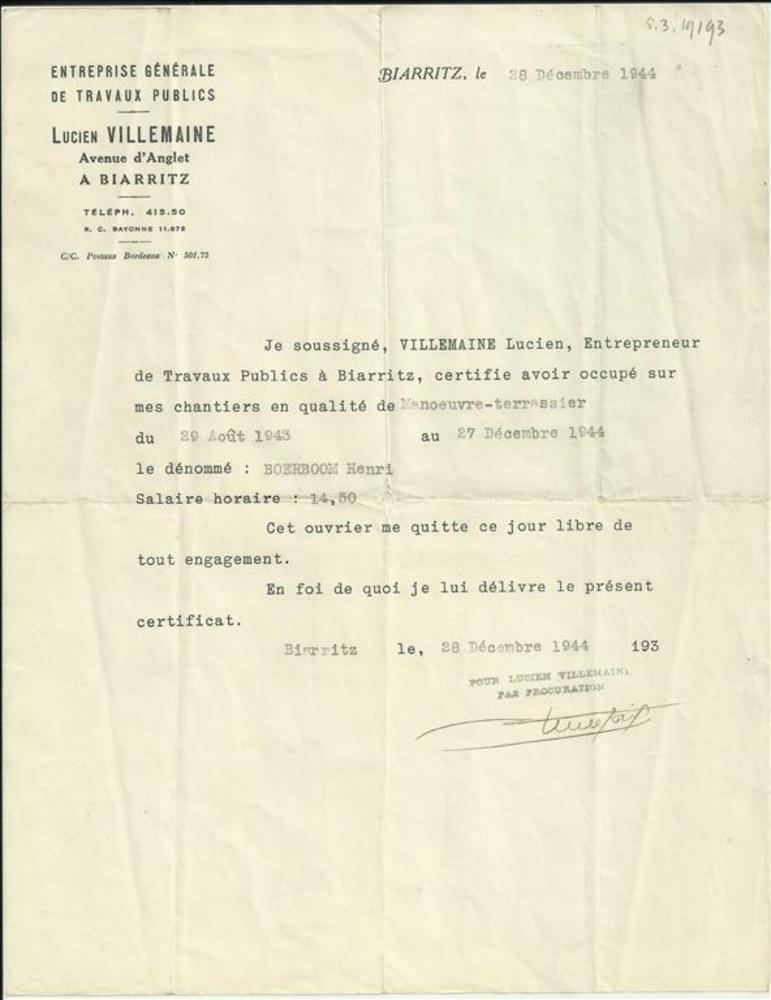 5.3.19193
ENTREPRISE GÉNÉRALE
DE TRAVAUX PUBLICS
LUCIEN VILLEMAINE
Avenue d'Anglet
A BIARRITZ
TÉLÉPH. 415.50
R. C. BAYONNE 11.872
C/C. Postaux Bordeaux N° 501,73
BIARRITZ, le 28 Décembre 1944
Je soussigné, VILLEMAINE Lucien, Entrepreneur
de Travaux Publics à Biarritz, certifie avoir occupé sur
mes chantiers en qualité de Manoeuvre-terrassier
du 29 Août 1943 au 27 Décembre 1944
le dénommé : BOERBOOM Henri
Salaire horaire : 14,50
Cet ouvrier me quitte ce jour libre de
tout engagement.
En foi de quoi je lui délivre le présent
certificat.
Biarritz le, 28 Décembre 1944 193
POUR LUCIEN VILLEMAINE
PAR PROCURATION